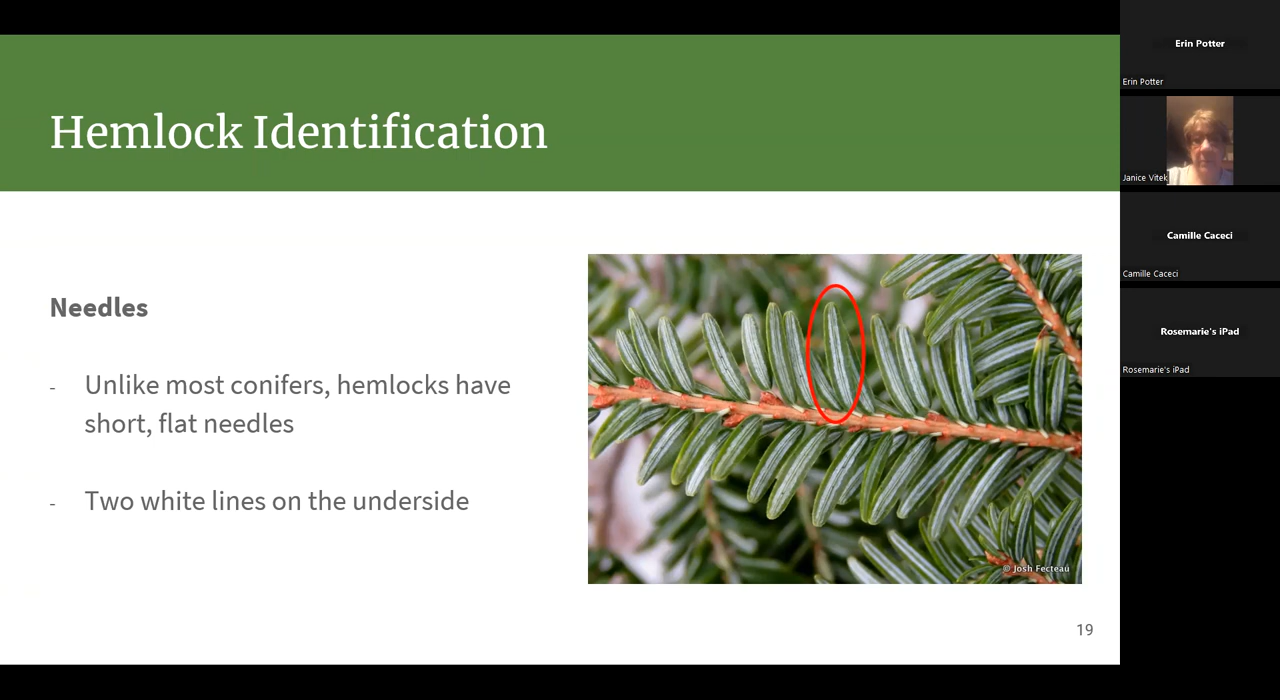 Hemlock Identification
Needles
- Unlike most conifers, hemlocks have
short, flat needles
- Two white lines on the underside
© Josh Fecteau
19
Erin Potter
Erin Potter
Janice Vitek
Camille Caceci
Camille Caceci
Rosemarie's iPad
Rosemarie's iPad